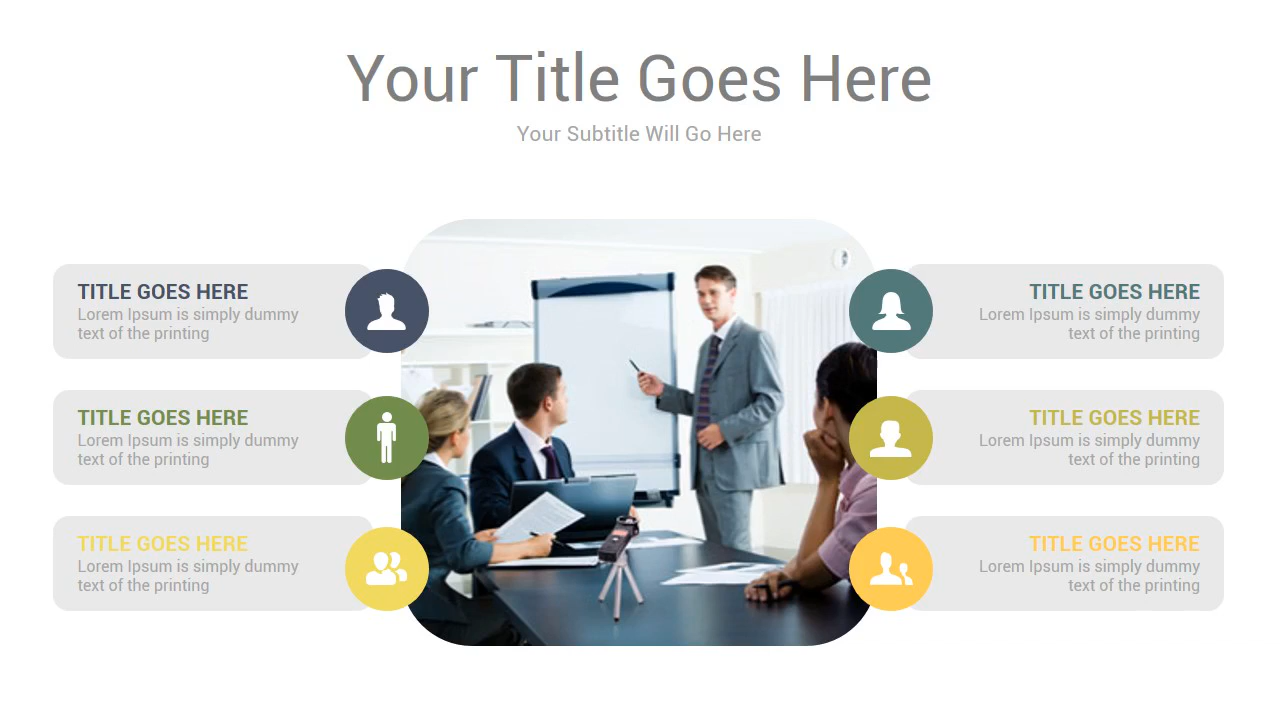 Your Title Goes Here
Your Subtitle Will Go Here
TITLE GOES HERE
Lorem Ipsum is simply dummy
text of the printing
TITLE GOES HERE
Lorem Ipsum is simply dummy
text of the printing
TITLE GOES HERE
Lorem Ipsum is simply dummy
text of the printing
TITLE GOES HERE
Lorem Ipsum is simply dummy
text of the printing
TITLE GOES HERE
Lorem Ipsum is simply dummy
text of the printing
TITLE GOES HERE
Lorem Ipsum is simply dummy
text of the printing